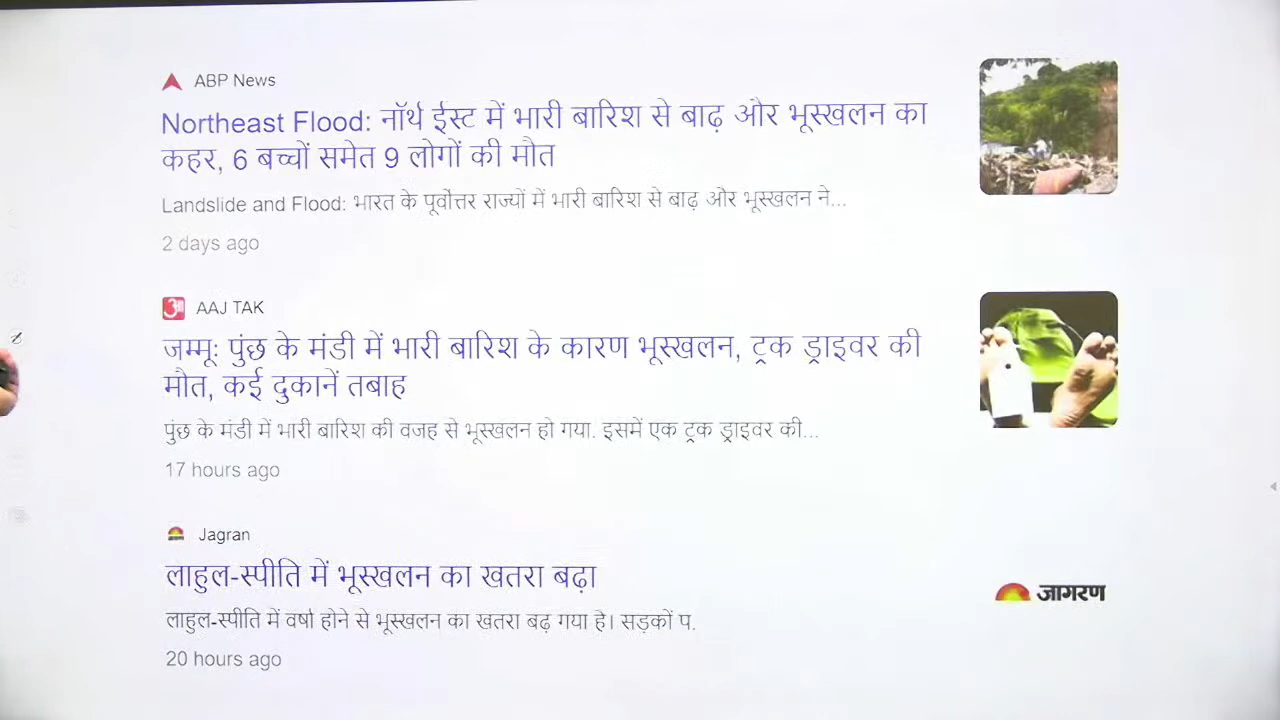 ABP News
Northeast Flood: नॉर्थ ईस्ट में भारी बारिश से बाढ़ और भूस्खलन का
कहर, 6 बच्चों समेत 9 लोगों की मौत
Landslide and Flood: भारत के पूर्वोत्तर राज्यों में भारी बारिश से बाढ़ और भूस्खलन ने...
2 days ago
AAJ TAK
जम्मू: पुंछ के मंडी में भारी बारिश के कारण भूस्खलन, ट्रक ड्राइवर की
मौत, कई दुकानें तबाह
पुंछ के मंडी में भारी बारिश की वजह से भूस्खलन हो गया. इसमें एक ट्रक ड्राइवर की...
17 hours ago
Jagran
लाहुल-स्पीति में भूस्खलन का खतरा बढ़ा
जागरण
लाहुल-स्पीति में वर्षा होने से भूस्खलन का खतरा बढ़ गया है। सड़कों प.
20 hours ago